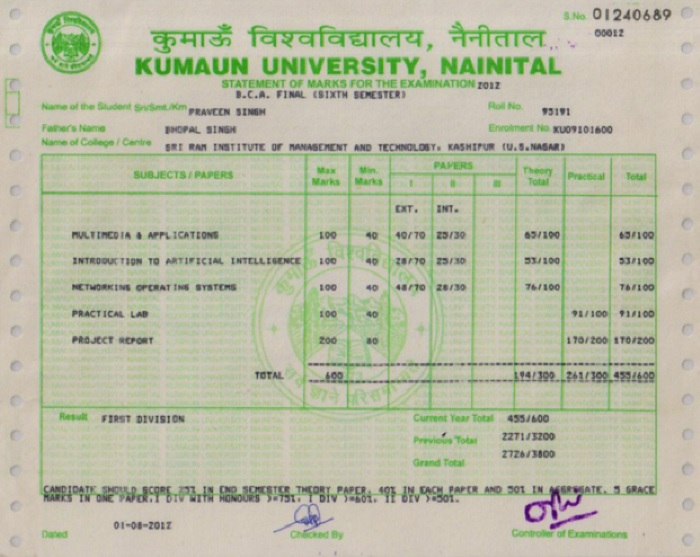 S.No. 01240689
00012
कुमाऊँ विश्वविद्यालय, नैनीताल
KUMAUN UNIVERSITY, NAINITAL
STATEMENT OF MARKS FOR THE EXAMINATION 2012
B.C.A. FINAL (SIXTH SEMESTER)
Name of the Student Sri/Smt./Km PRAVEEN SINGH Roll No. 95191
Father's Name BHOPAL SINGH Enrolment No. KU09101600
Name of College / Centre SRI RAM INSTITUTE OF MANAGEMENT AND TECHNOLOGY. KASHIPUR (U.S.NAGAR)
SUBJECTS / PAPERS Max Marks Min. Marks PAPERS I II III Theory Total Practical Total
EXT. INT.
MULTIMEDIA & APPLICATIONS 100 40 40/70 25/30 65/100 65/100
INTRODUCTION TO ARTIFICIAL INTELLIGENCE 100 40 28/70 25/30 53/100 53/100
NETWORKING OPERATING SYSTEMS 100 40 48/70 28/30 76/100 76/100
PRACTICAL LAB 100 40 91/100 91/100
PROJECT REPORT 200 80 170/200 170/200
TOTAL 600 194/300 261/300 455/600
Result FIRST DIVISION Current Year Total 455/600
Previous Total 2271/3200
Grand Total 2726/3800
CANDIDATE SHOULD SCORE 35% IN END SEMESTER THEORY PAPER, 40% IN EACH PAPER AND 50% IN AGGREGATE. 5 GRACE
MARKS IN ONE PAPER.I DIV WITH HONOURS >=75%, I DIV >=60%, II DIV >=50%.
Dated 01-08-2012 Checked By Controller of Examinations